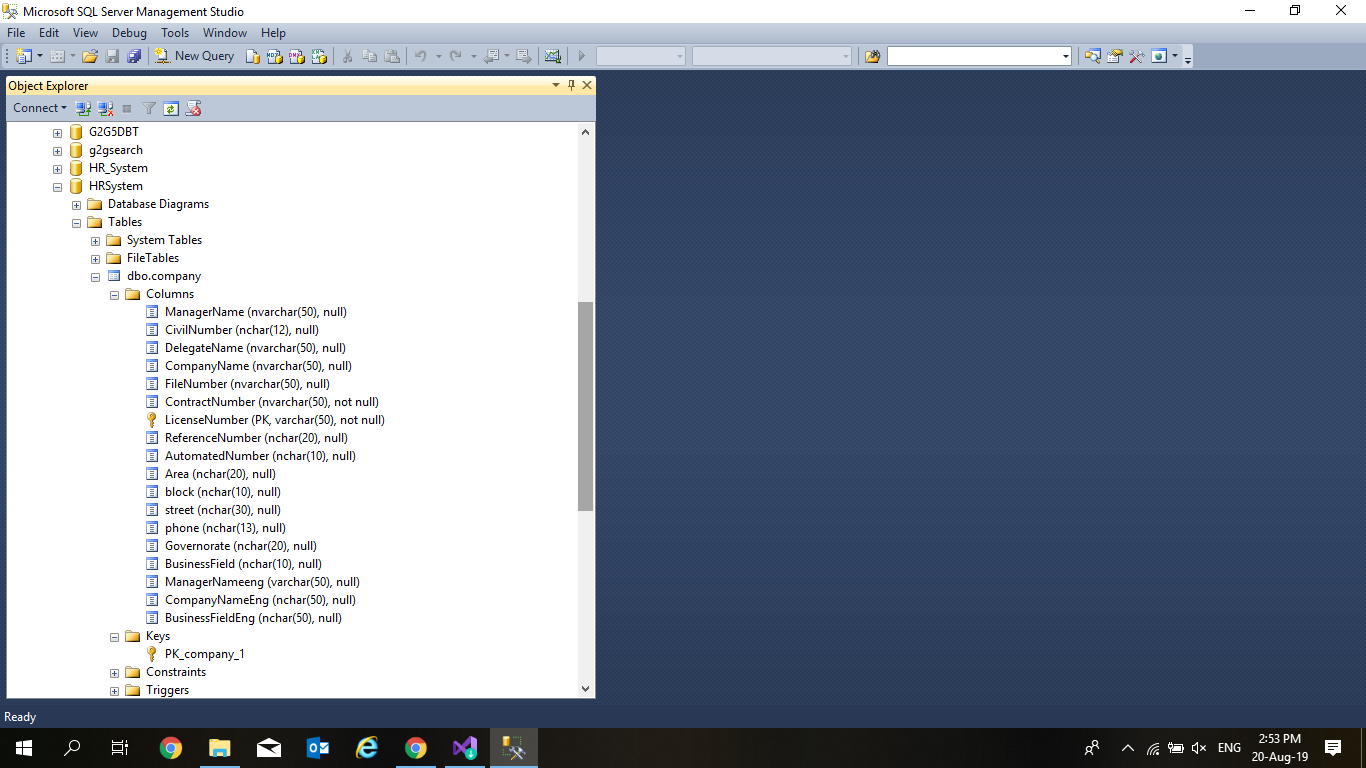 Microsoft SQL Server Management Studio
File Edit View Debug Tools Window Help
New Query
Object Explorer
Connect
G2G5DBT
g2gsearch
HR_System
HRSystem
Database Diagrams
Tables
System Tables
FileTables
dbo.company
Columns
ManagerName (nvarchar(50), null)
CivilNumber (nchar(12), null)
DelegateName (nvarchar(50), null)
CompanyName (nvarchar(50), null)
FileNumber (nvarchar(50), null)
ContractNumber (nvarchar(50), not null)
LicenseNumber (PK, varchar(50), not null)
ReferenceNumber (nchar(20), null)
AutomatedNumber (nchar(10), null)
Area (nchar(20), null)
block (nchar(10), null)
street (nchar(30), null)
phone (nchar(13), null)
Governorate (nchar(20), null)
BusinessField (nchar(10), null)
ManagerNameeng (varchar(50), null)
CompanyNameEng (nchar(50), null)
BusinessFieldEng (nchar(50), null)
Keys
PK_company_1
Constraints
Triggers
Ready
ENG
2:53 PM
20-Aug-19